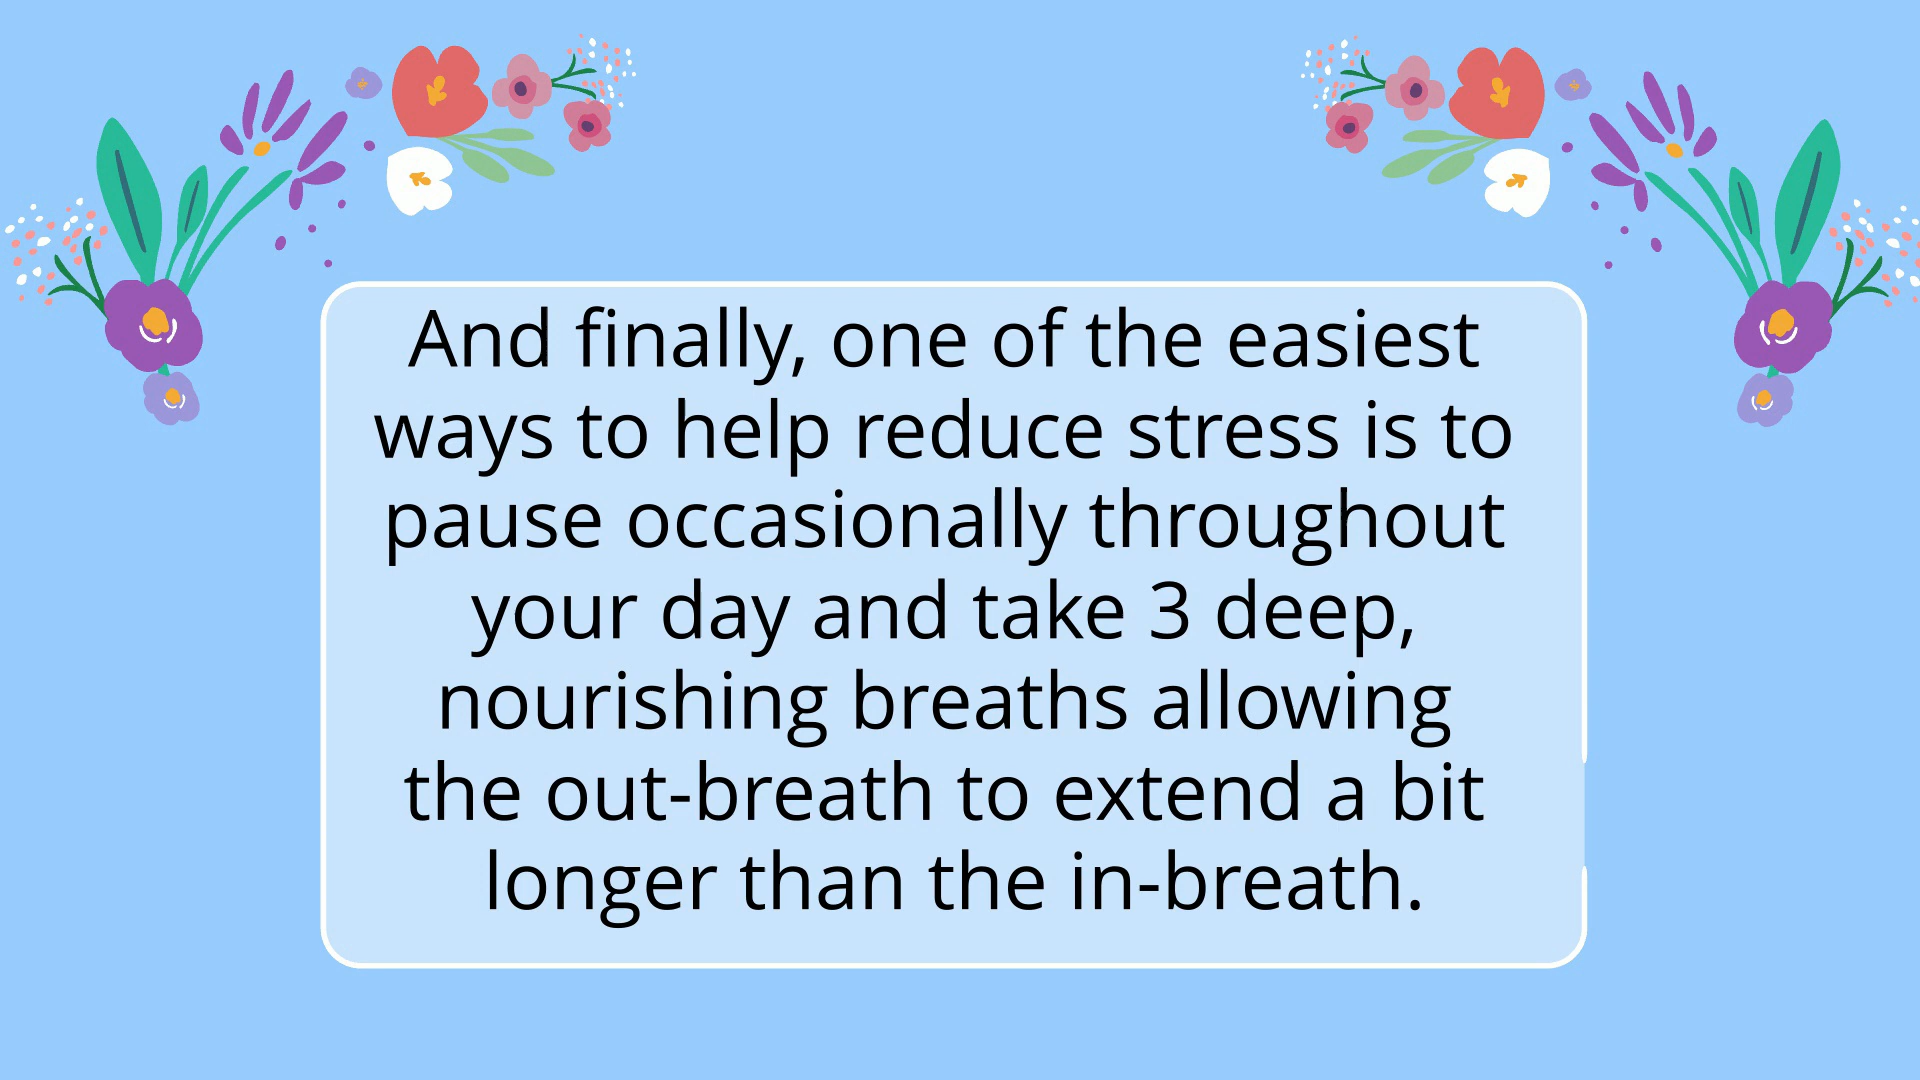 And finally, one of the easiest
ways to help reduce stress is to
pause occasionally throughout
your day and take 3 deep,
nourishing breaths allowing
the out-breath to extend a bit
longer than the in-breath.